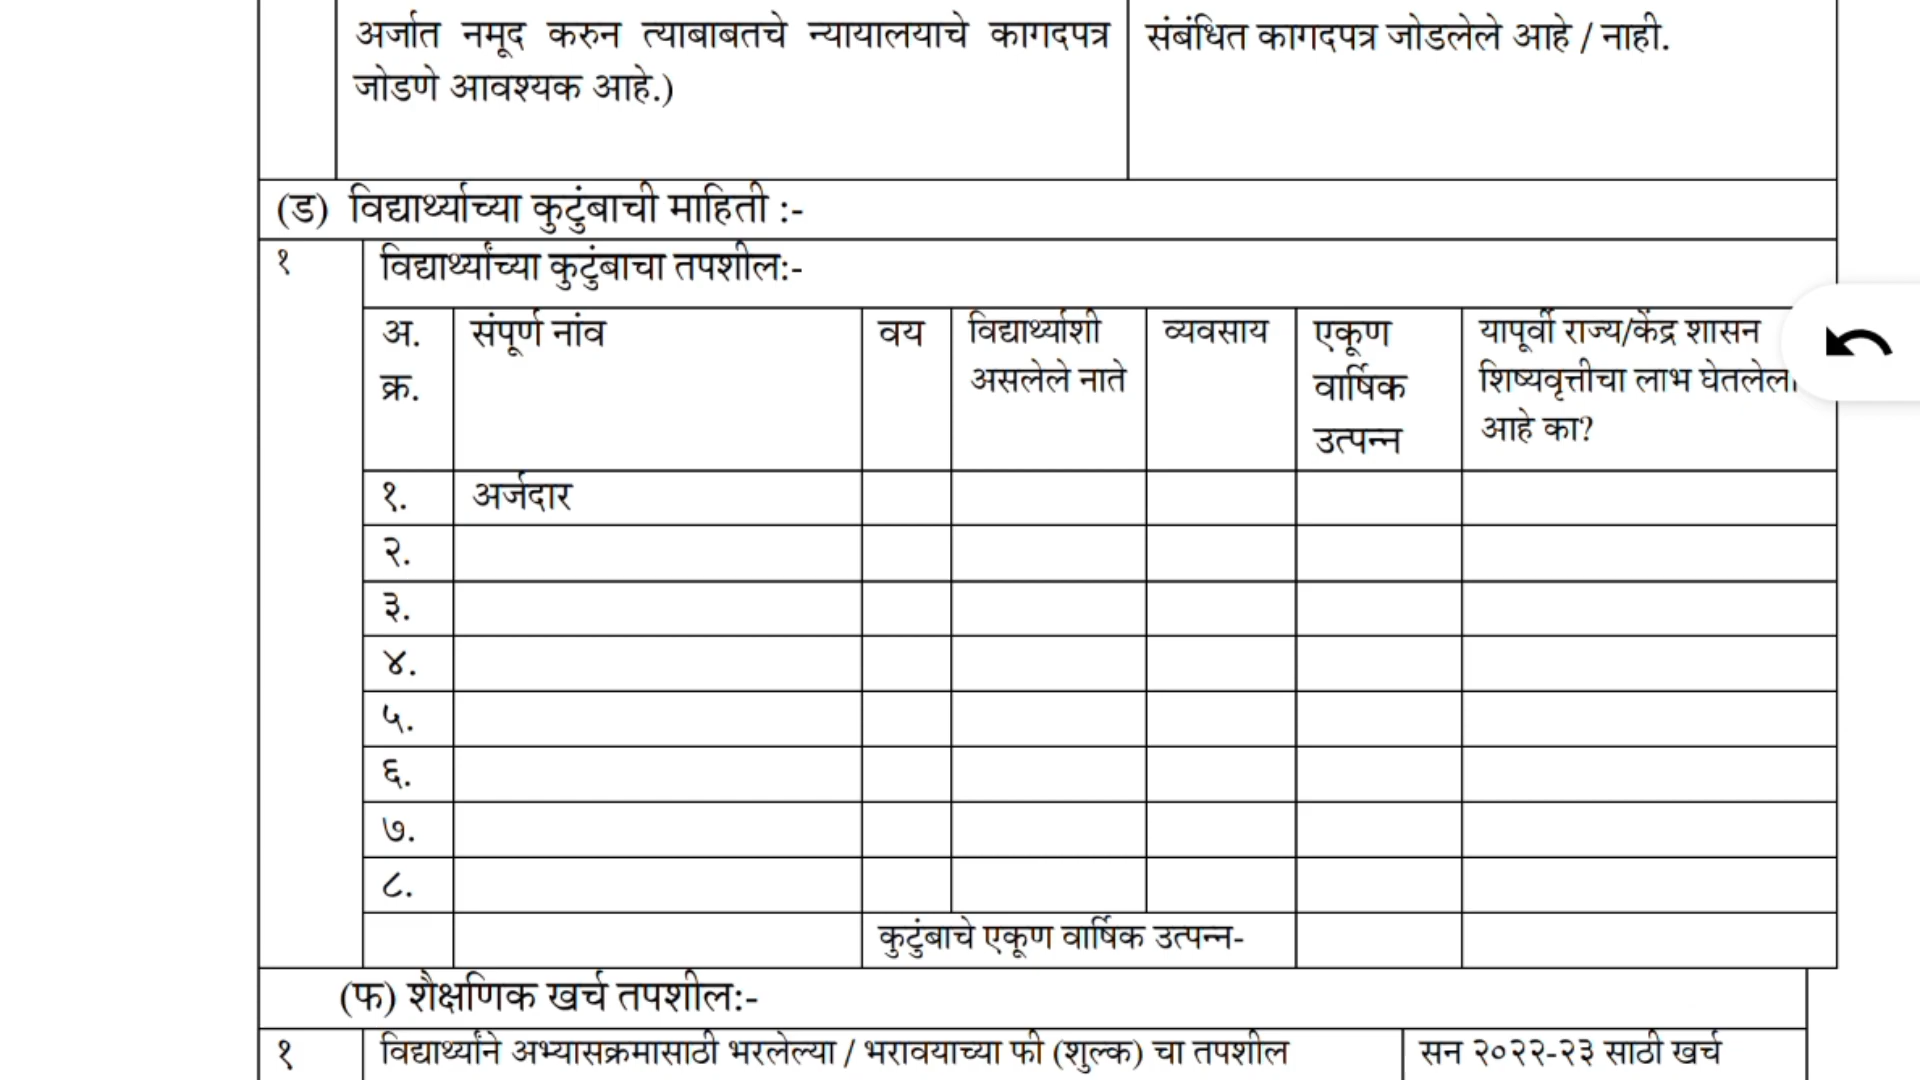 अर्जात नमूद करुन त्याबाबतचे न्यायालयाचे कागदपत्र
जोडणे आवश्यक आहे.)
संबंधित कागदपत्र जोडलेले आहे / नाही.
(ड) विद्यार्थ्याच्या कुटुंबाची माहिती :-
१ विद्यार्थ्यांच्या कुटुंबाचा तपशील:-
अ.
क्र.
संपूर्ण नांव
वय
विद्यार्थ्याशी
असलेले नाते
व्यवसाय
एकूण
वार्षिक
उत्पन्न
यापूर्वी राज्य/केंद्र शासन
शिष्यवृत्तीचा लाभ घेतलेला
आहे का?
१. अर्जदार
२.
३.
४.
५.
६.
७.
८.
कुटुंबाचे एकूण वार्षिक उत्पन्न-
(फ) शैक्षणिक खर्च तपशील:-
१ विद्यार्थ्यांने अभ्यासक्रमासाठी भरलेल्या / भरावयाच्या फी (शुल्क) चा तपशील सन २०२२-२३ साठी खर्च